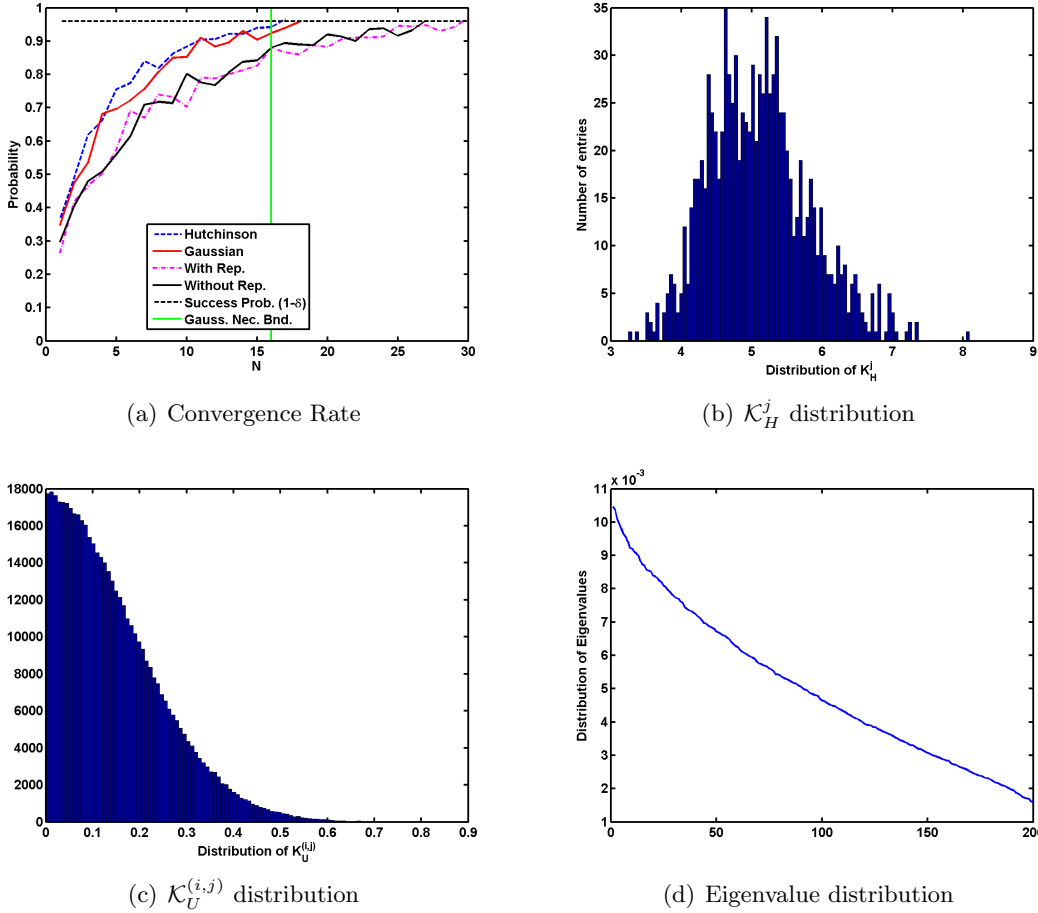 1
0.9
0.8
0.7
0.6
0.5
0.4
0.3
0.2
0.1
0
Probability
Hutchinson
Gaussian
With Rep.
Without Rep.
Success Prob. (1-δ)
Gauss. Nec. Bnd.
0 5 10 15 20 25 30
N
(a) Convergence Rate
35
30
25
20
15
10
5
0
Number of entries
3 4 5 6 7 8 9
Distribution of K_H^j
(b) 𝒦_H^j distribution
18000
16000
14000
12000
10000
8000
6000
4000
2000
0
0 0.1 0.2 0.3 0.4 0.5 0.6 0.7 0.8 0.9
Distribution of K_U^(i,j)
(c) 𝒦_U^(i,j) distribution
x 10^-3
11
10
9
8
7
6
5
4
3
2
1
Distribution of Eigenvalues
0 50 100 150 200
(d) Eigenvalue distribution